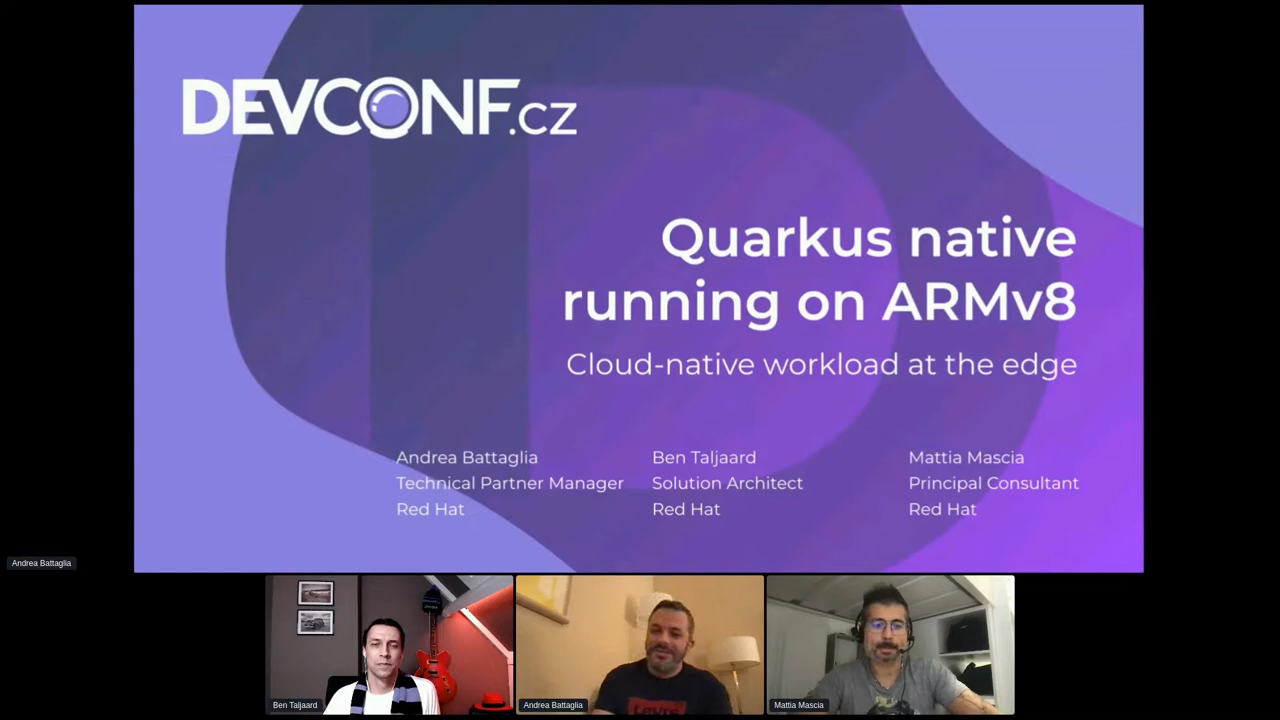 DEVCONF.cz
Quarkus native
running on ARMv8
Cloud-native workload at the edge
Andrea Battaglia
Technical Partner Manager
Red Hat
Ben Taljaard
Solution Architect
Red Hat
Mattia Mascia
Principal Consultant
Red Hat
Andrea Battaglia
Ben Taljaard
Andrea Battaglia
Levi's
Mattia Mascia